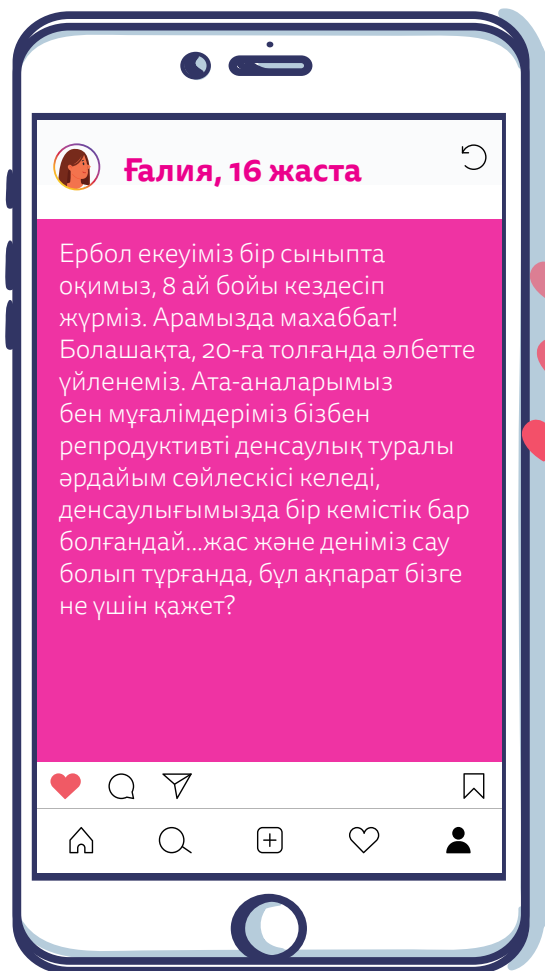 Ғалия, 16 жаста
Ербол екеуіміз бір сыныпта
оқимыз, 8 ай бойы кездесіп
жүрміз. Арамызда махаббат!
Болашақта, 20-ға толғанда әлбетте
үйленеміз. Ата-аналарымыз
бен мұғалімдеріміз бізбен
репродуктивті денсаулық туралы
әрдайым сөйлескісі келеді,
денсаулығымызда бір кемістік бар
болғандай...жас және деніміз сау
болып тұрғанда, бұл ақпарат бізге
не үшін қажет?